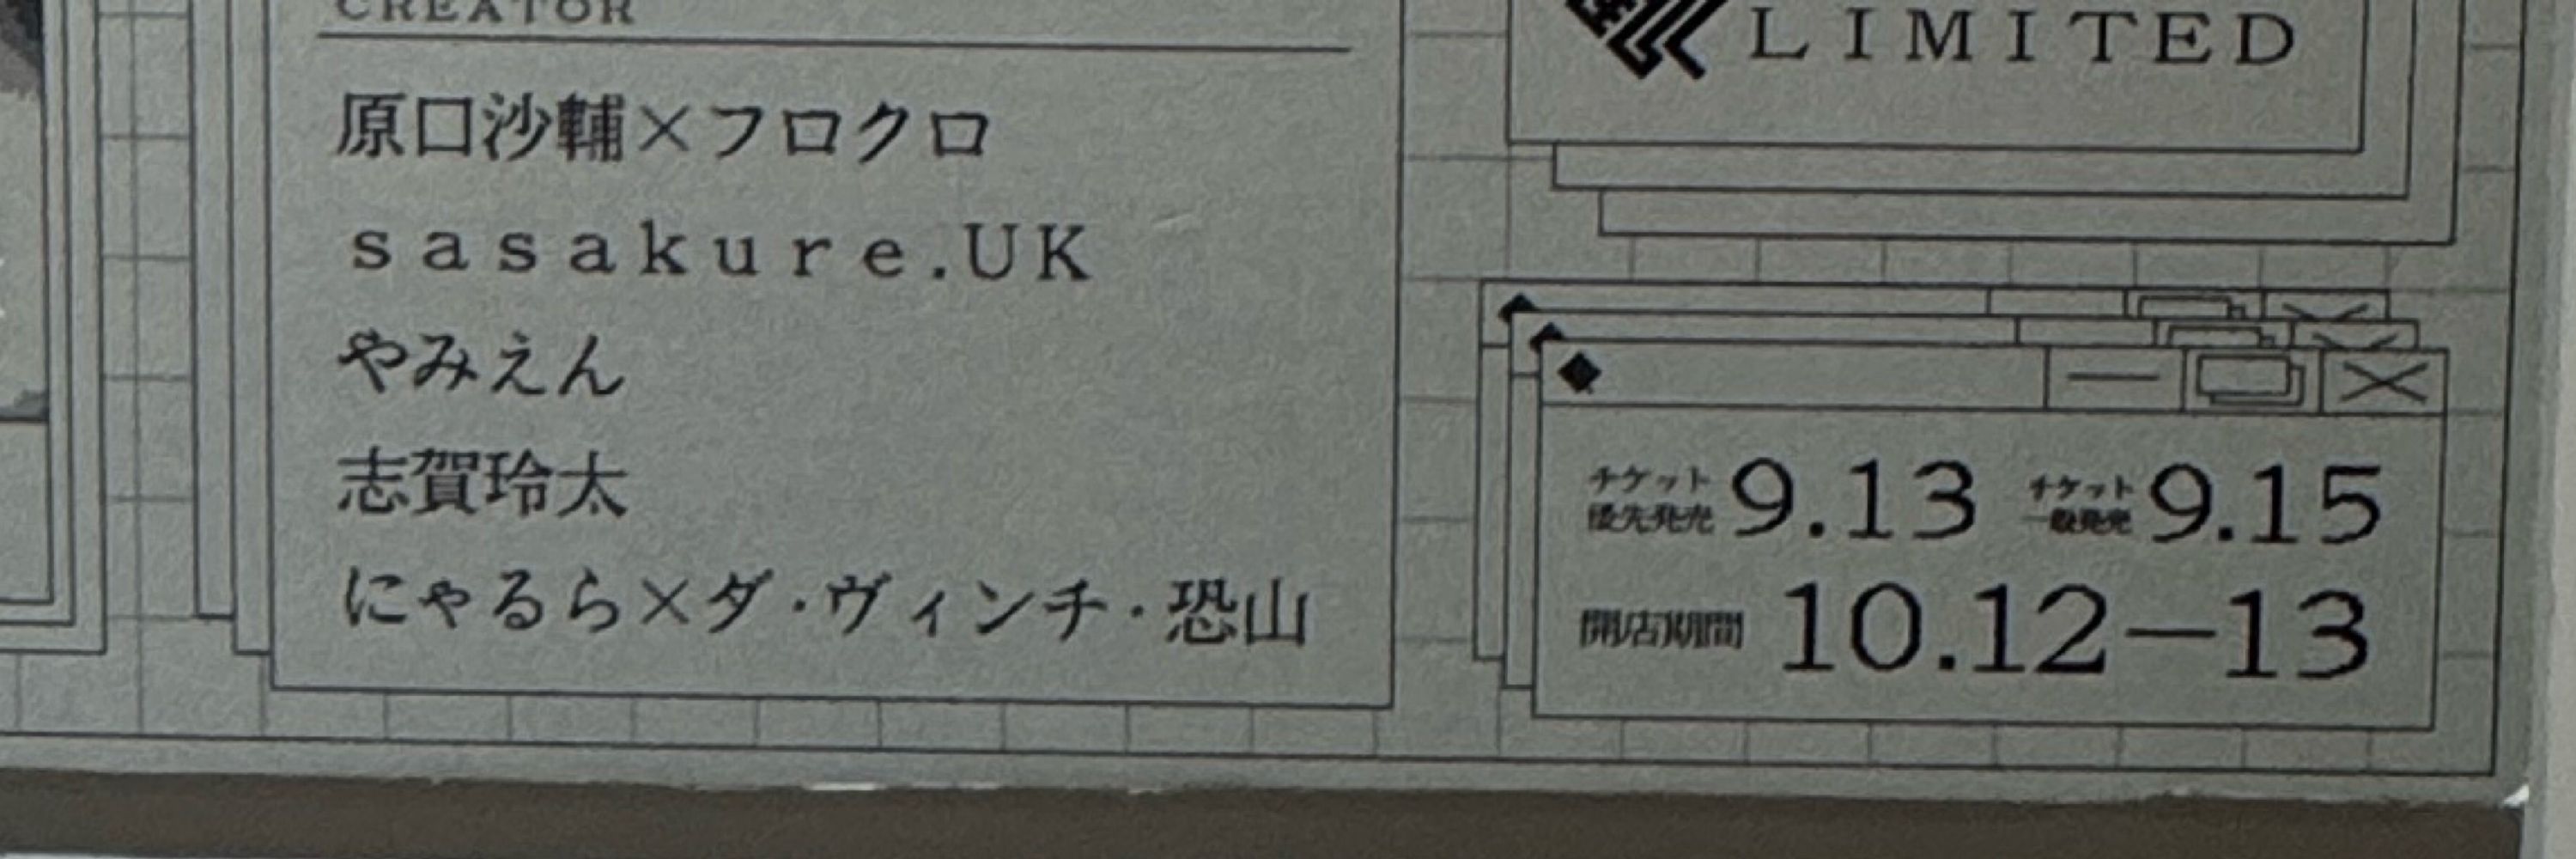 CREATOR
原口沙輔×フロクロ
sasakure.UK
やみえん
志賀玲太
にゃるら×ダ・ヴィンチ・恐山
LIMITED
チケット優先発売 9.13 チケット一般発売 9.15
開店期間 10.12–13